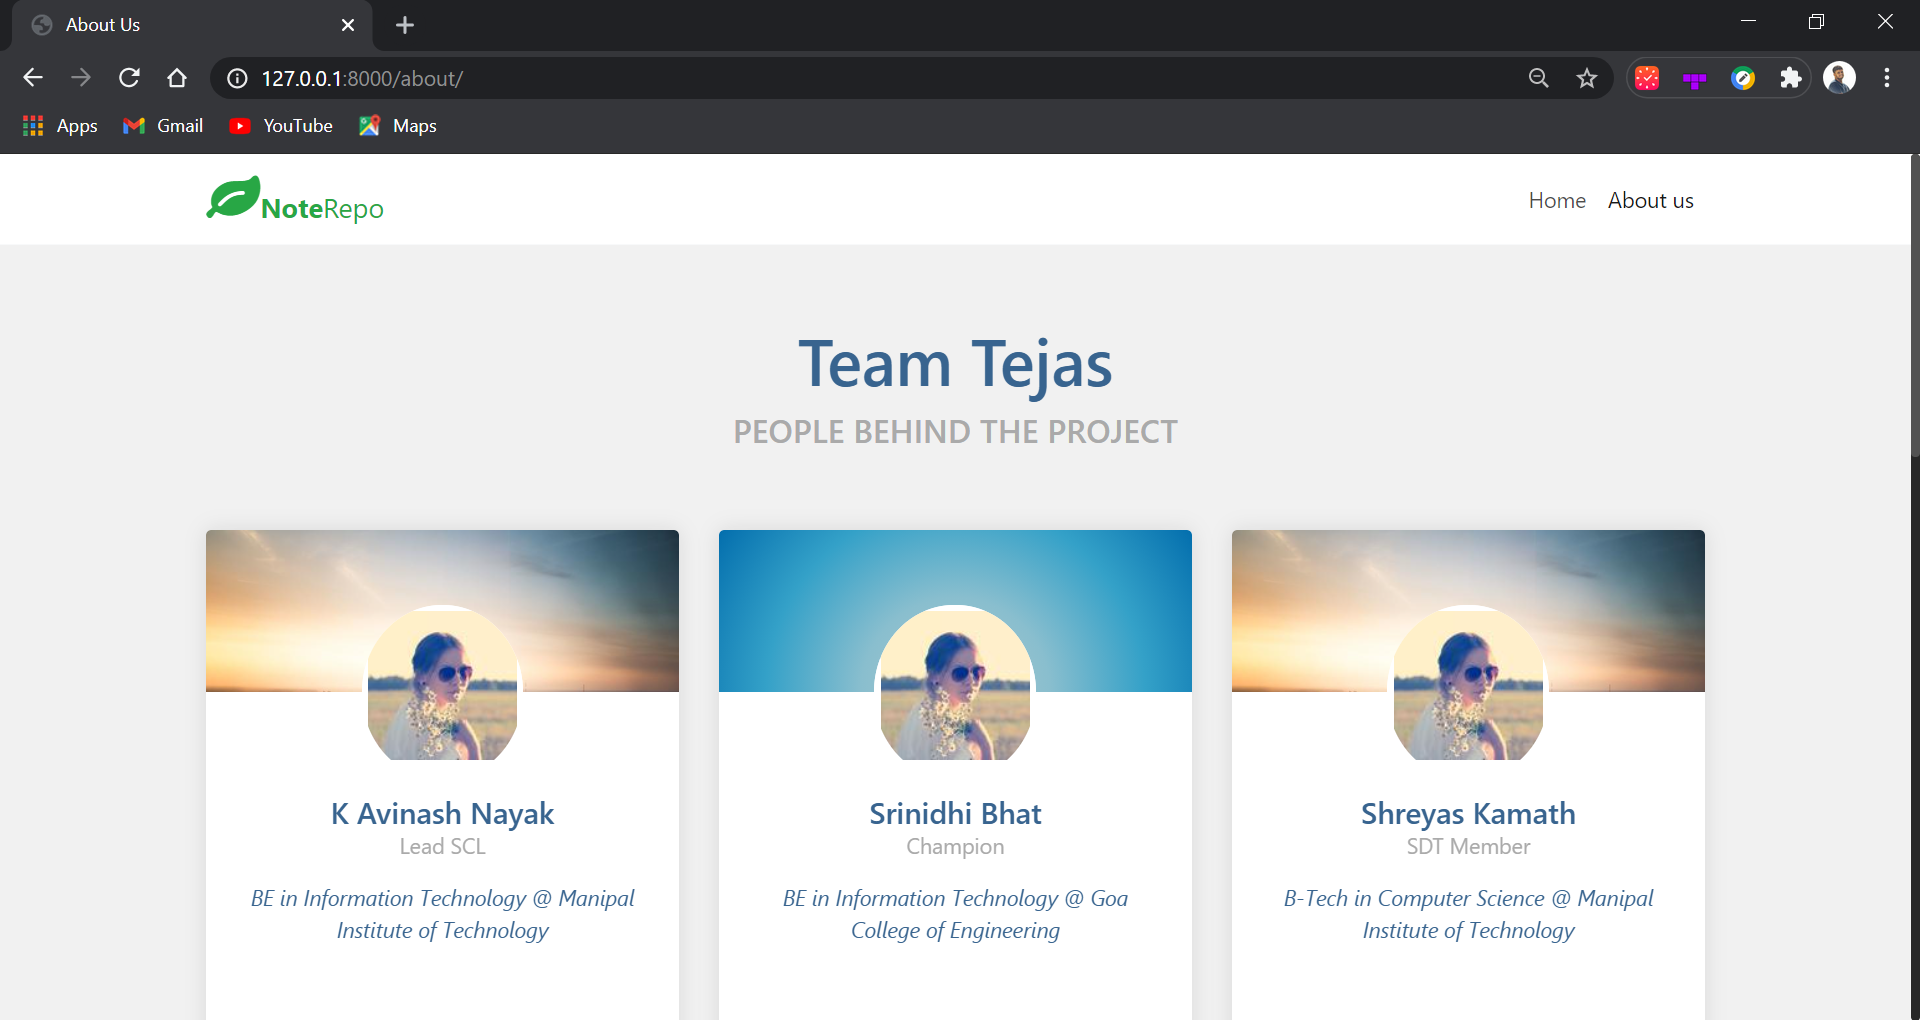 About Us
127.0.0.1:8000/about/
Apps Gmail YouTube Maps
NoteRepo
Home About us
Team Tejas
PEOPLE BEHIND THE PROJECT
K Avinash Nayak
Lead SCL
BE in Information Technology @ Manipal
Institute of Technology
Srinidhi Bhat
Champion
BE in Information Technology @ Goa
College of Engineering
Shreyas Kamath
SDT Member
B-Tech in Computer Science @ Manipal
Institute of Technology